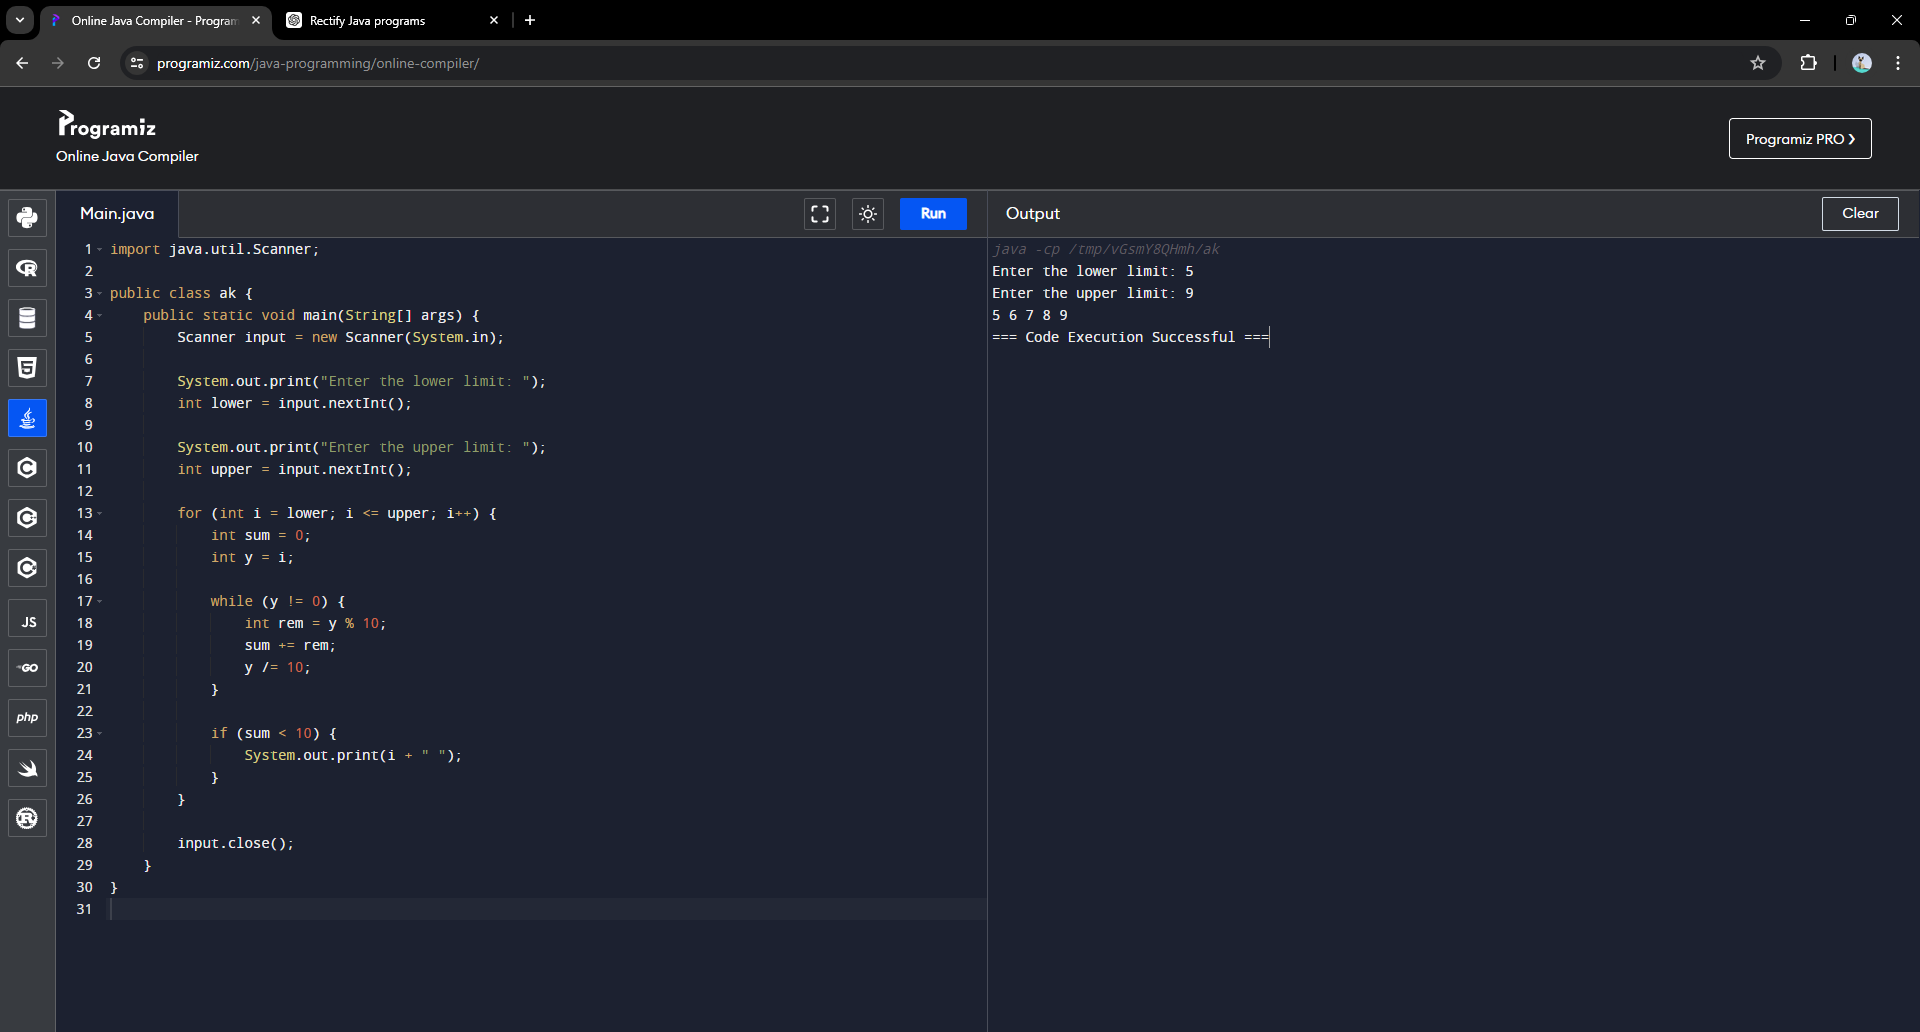 Online Java Compiler - Program
Rectify Java programs
programiz.com/java-programming/online-compiler/
Programiz
Online Java Compiler
Programiz PRO ❯
Main.java
Run
Output
Clear
1 import java.util.Scanner;
2
3 public class ak {
4     public static void main(String[] args) {
5         Scanner input = new Scanner(System.in);
6
7         System.out.print("Enter the lower limit: ");
8         int lower = input.nextInt();
9
10         System.out.print("Enter the upper limit: ");
11         int upper = input.nextInt();
12
13         for (int i = lower; i <= upper; i++) {
14             int sum = 0;
15             int y = i;
16
17             while (y != 0) {
18                 int rem = y % 10;
19                 sum += rem;
20                 y /= 10;
21             }
22
23             if (sum < 10) {
24                 System.out.print(i + " ");
25             }
26         }
27
28         input.close();
29     }
30 }
31
java -cp /tmp/vGsmY8QHmh/ak
Enter the lower limit: 5
Enter the upper limit: 9
5 6 7 8 9
=== Code Execution Successful ===
R
5
C
C
C
JS
GO
php
R